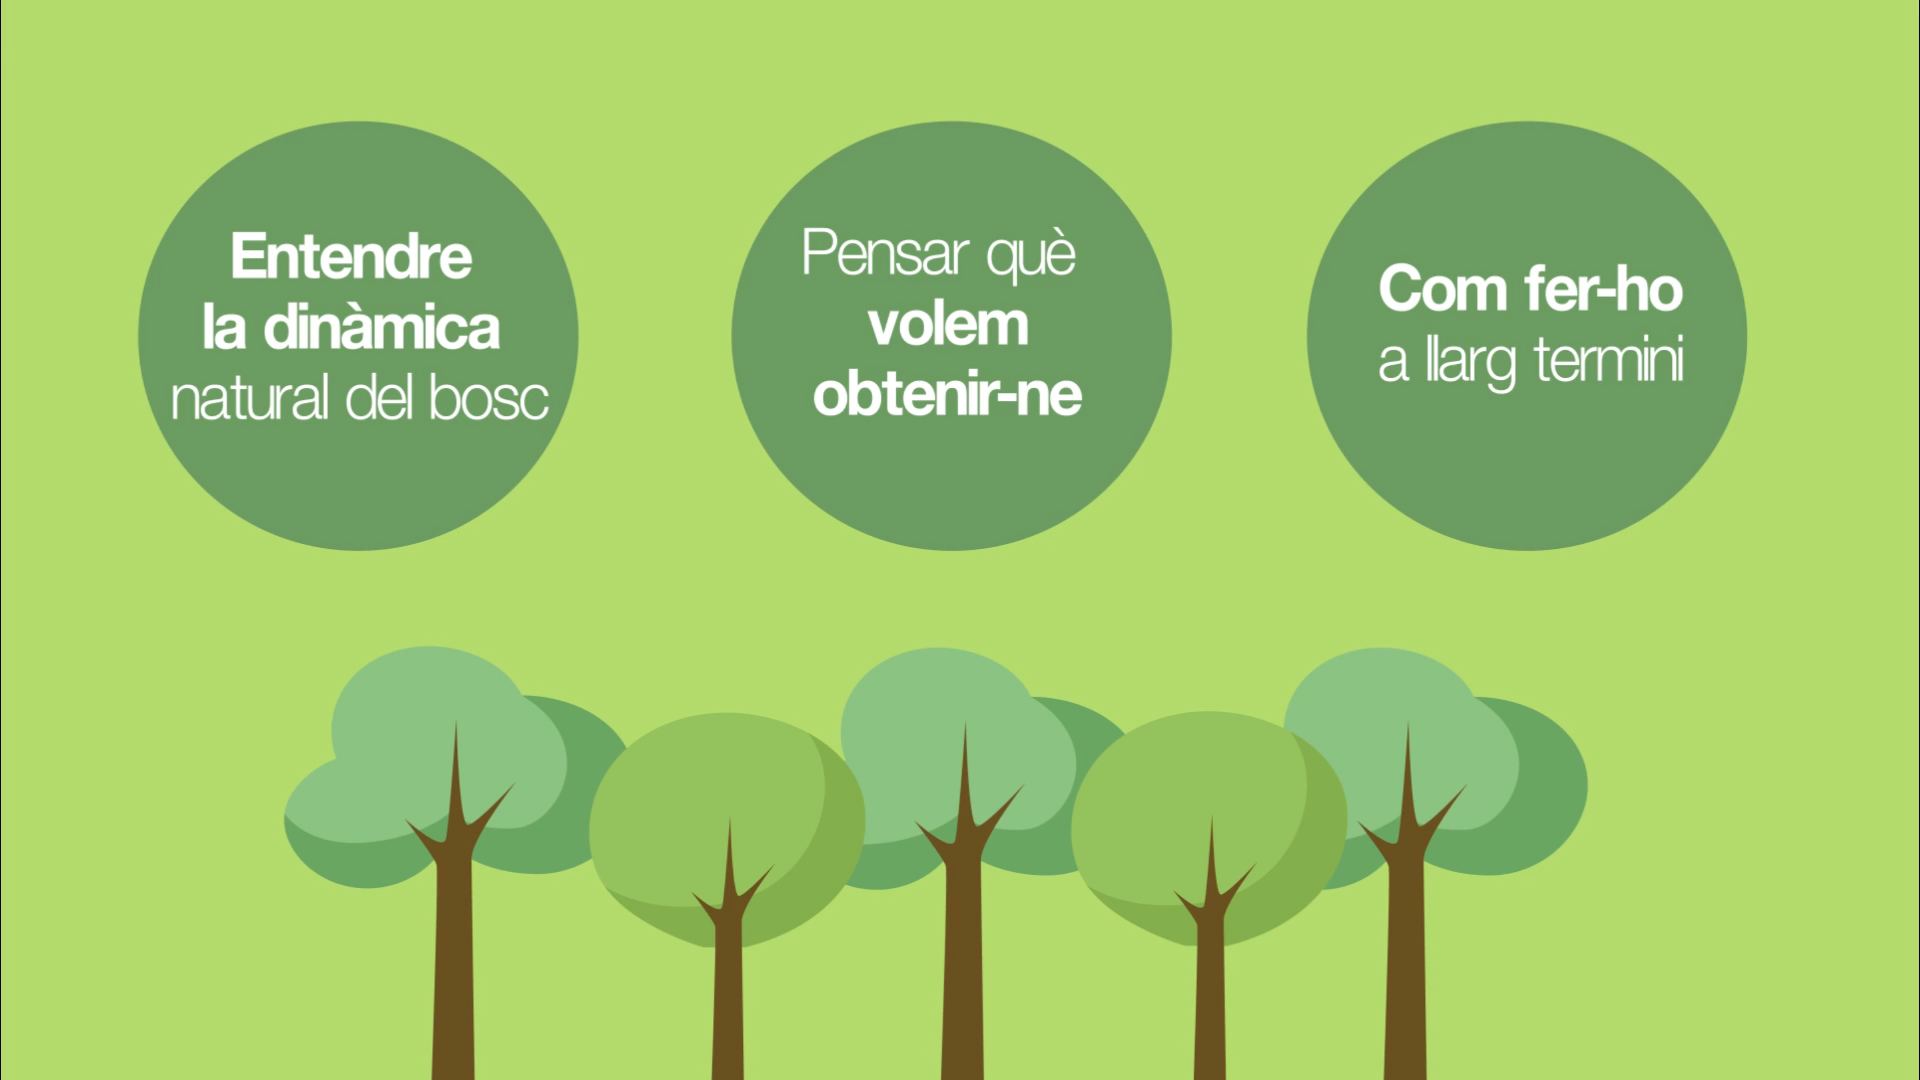 Entendre
la dinàmica
natural del bosc
Pensar què
volem
obtenir-ne
Com fer-ho
a llarg termini